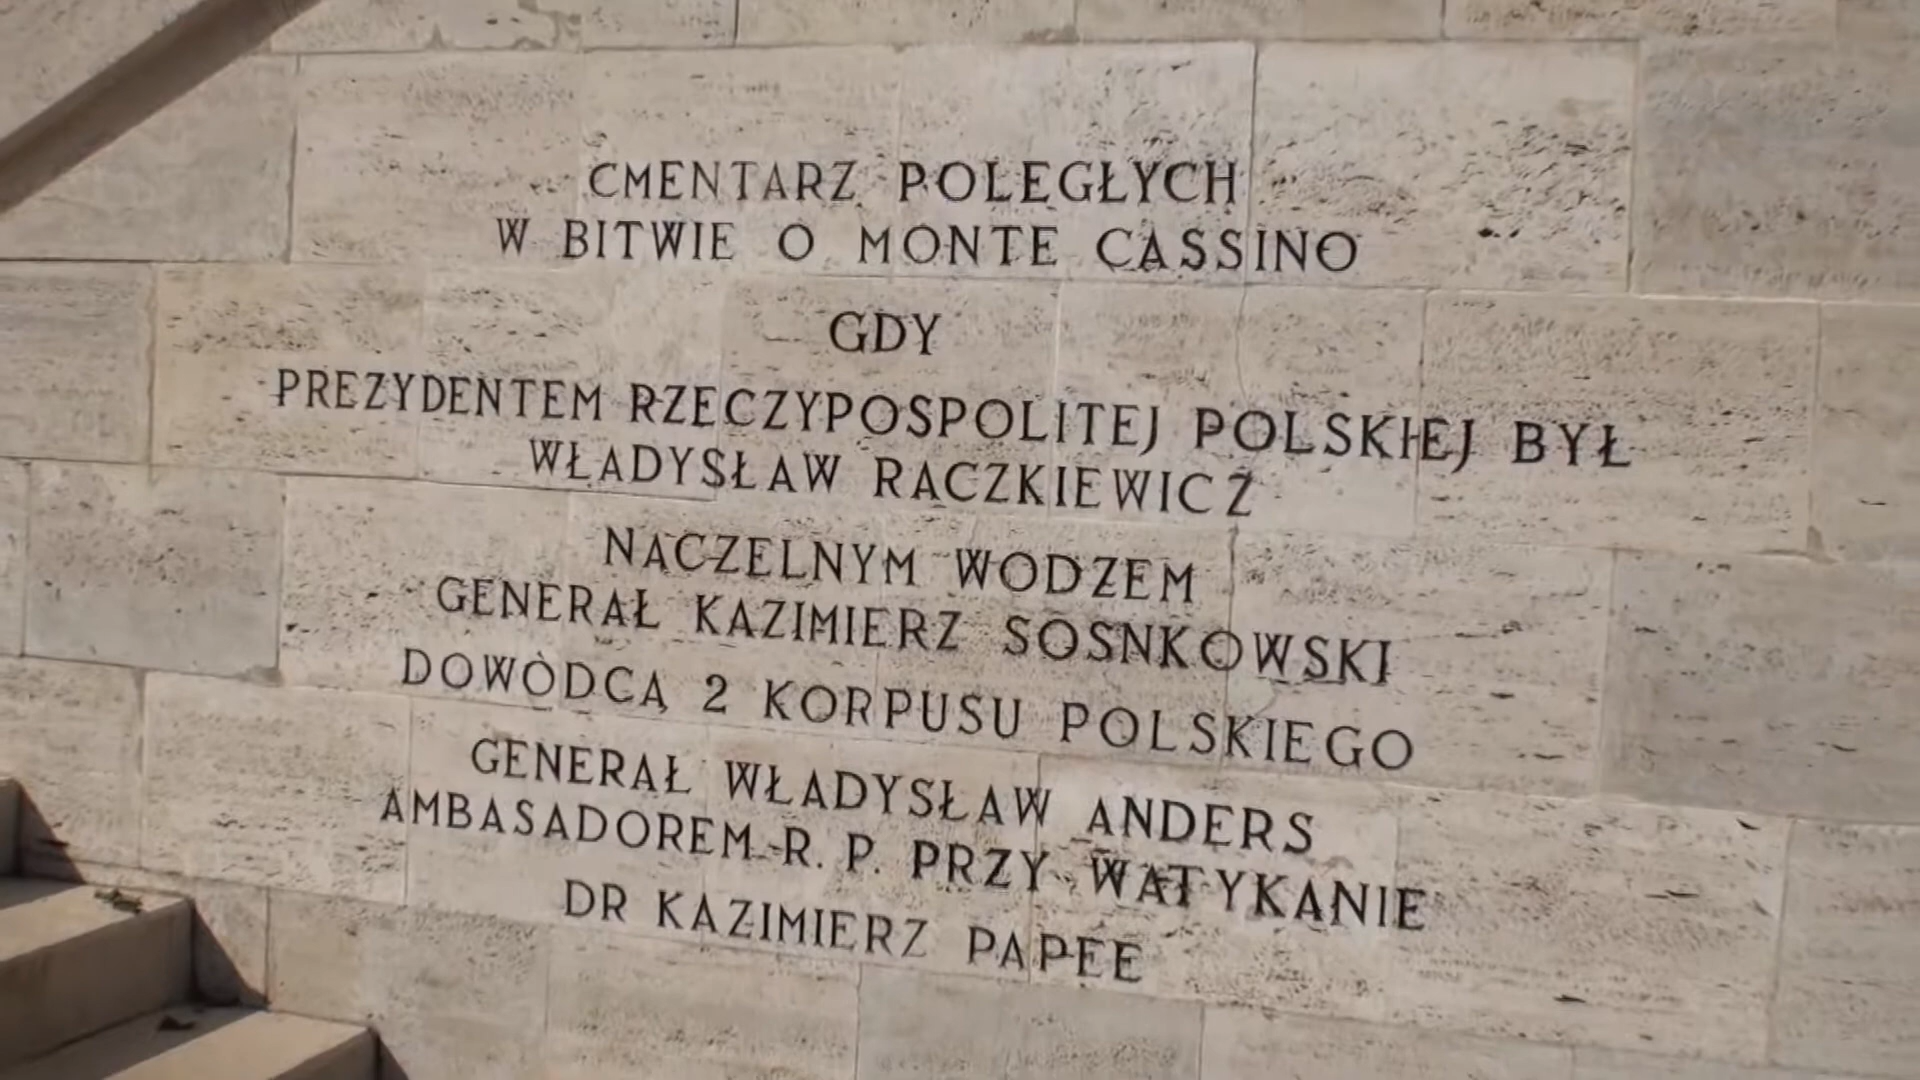 CMENTARZ POLEGŁYCH
W BITWIE O MONTE CASSINO
GDY
PREZYDENTEM RZECZYPOSPOLITEJ POLSKIEJ BYŁ
WŁADYSŁAW RACZKIEWICZ
NACZELNYM WODZEM
GENERAŁ KAZIMIERZ SOSNKOWSKI
DOWÓDCĄ 2 KORPUSU POLSKIEGO
GENERAŁ WŁADYSŁAW ANDERS
AMBASADOREM R. P. PRZY WATYKANIE
DR KAZIMIERZ PAPEE